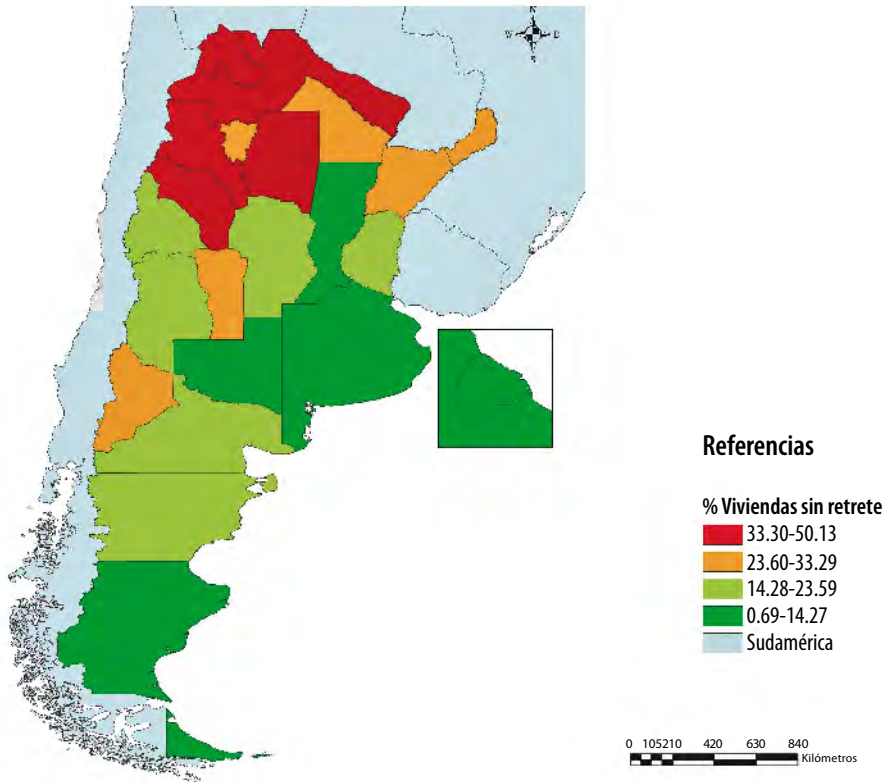 N
W E
S
Referencias
% Viviendas sin retrete
33.30-50.13
23.60-33.29
14.28-23.59
0.69-14.27
Sudamérica
0 105210 420 630 840
Kilómetros